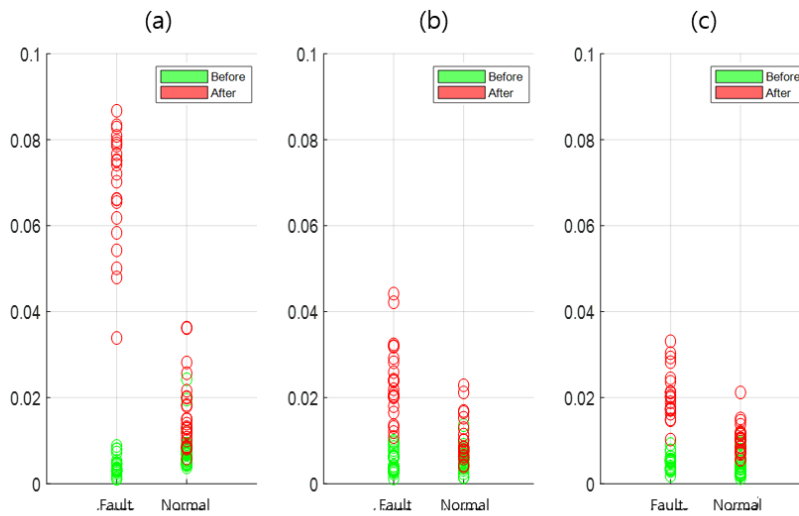 (a) (b) (c)
0.1 0.1 0.1
Before Before Before
After After After
0.08 0.08 0.08
0.06 0.06 0.06
0.04 0.04 0.04
0.02 0.02 0.02
0 0 0
Fault Normal Fault Normal Fault Normal